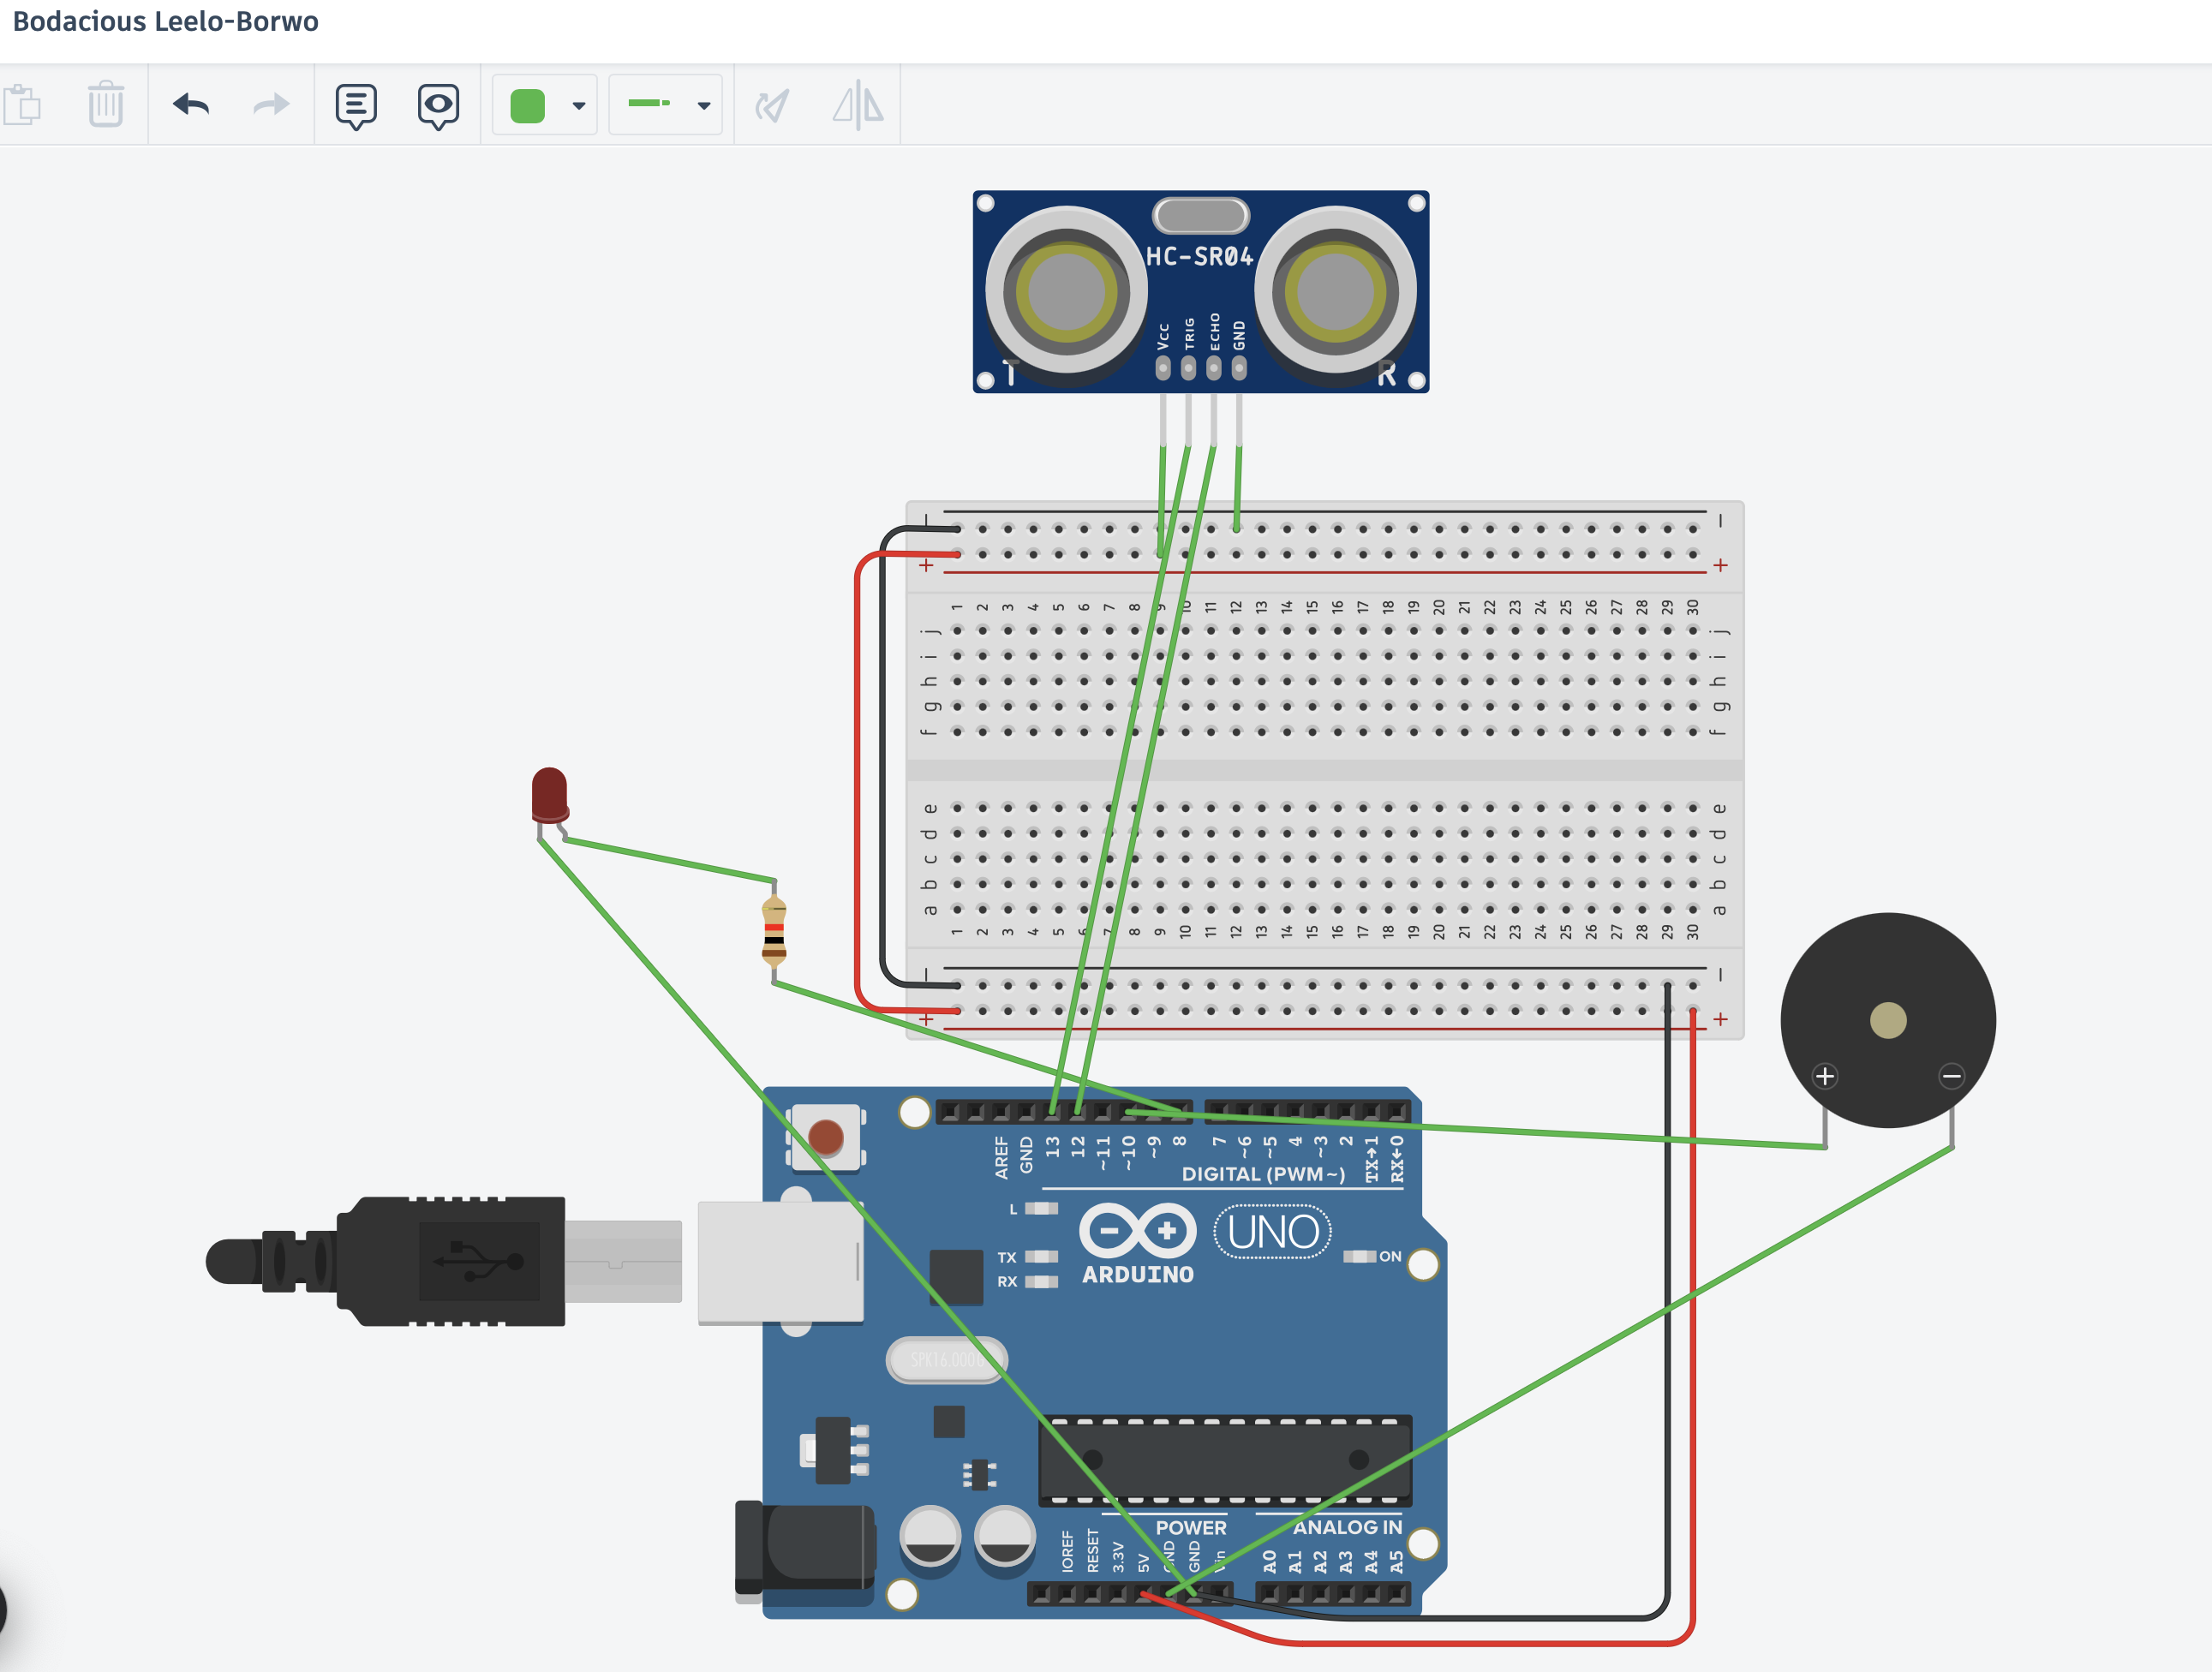 Bodacious Leelo-Borwo
HC-SR04
VCC
TRIG
ECHO
GND
T
R
− −
+ +
1 2 3 4 5 6 7 8 9 10 11 12 13 14 15 16 17 18 19 20 21 22 23 24 25 26 27 28 29 30
j j
i i
h h
g g
f f
e e
d d
c c
b b
a a
1 2 3 4 5 6 7 8 9 10 11 12 13 14 15 16 17 18 19 20 21 22 23 24 25 26 27 28 29 30
− −
+ +
+ −
AREF GND 13 12 ~11 ~10 ~9 8 7 ~6 ~5 4 ~3 2 TX→1 RX←0
DIGITAL (PWM~)
L
UNO
TX
ON
RX
ARDUINO
SPK16.000G
POWER
ANALOG IN
IOREF RESET 3.3V 5V GND GND Vin A0 A1 A2 A3 A4 A5